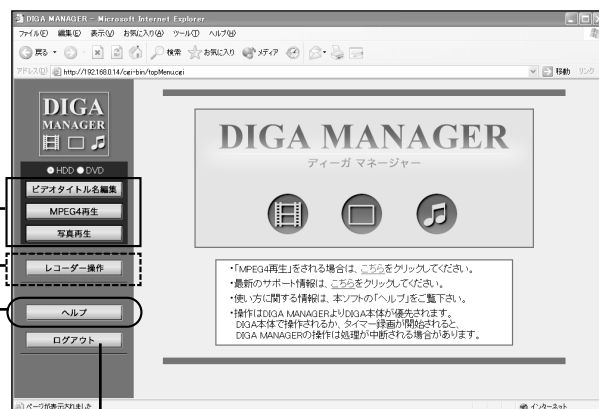 DIGA MANAGER - Microsoft Internet Explorer
ファイル(F) 編集(E) 表示(V) お気に入り(A) ツール(T) ヘルプ(H)
戻る 検索 お気に入り メディア
アドレス(D) http://192.168.0.14/cgi-bin/topMenu.cgi 移動 リンク
DIGA
MANAGER
HDD DVD
ビデオタイトル名編集
MPEG4再生
写真再生
レコーダー操作
ヘルプ
ログアウト
DIGA MANAGER
ディーガ マネージャー
・「MPEG4再生」をされる場合は、こちらをクリックしてください。
・最新のサポート情報は、こちらをクリックしてください。
・使い方に関する情報は、本ソフトの「ヘルプ」をご覧下さい。
・操作はDIGA MANAGERよりDIGA本体が優先されます。
DIGA本体で操作されるか、タイマー録画が開始されると、
DIGA MANAGERの操作は処理が中断される場合があります。
ページが表示されました インターネット